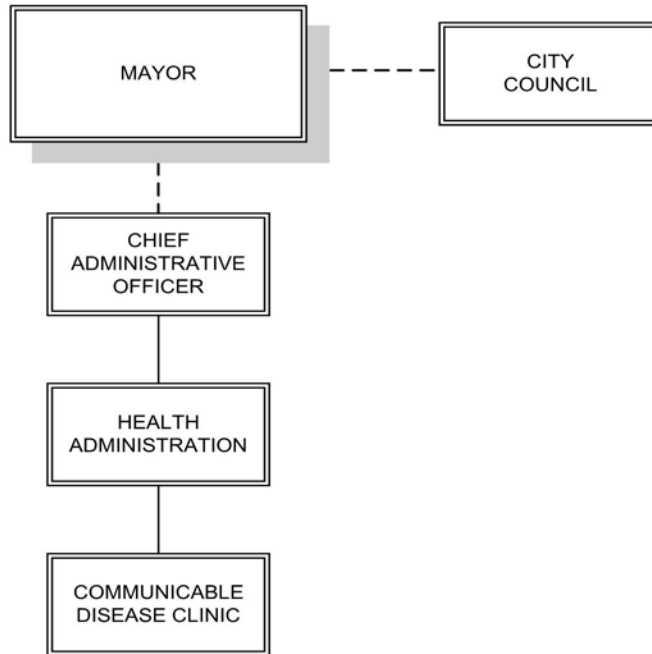 MAYOR
CITY
COUNCIL
CHIEF
ADMINISTRATIVE
OFFICER
HEALTH
ADMINISTRATION
COMMUNICABLE
DISEASE CLINIC